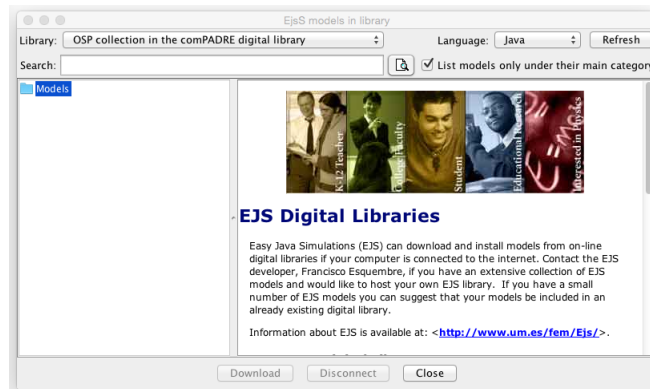 EjsS models in library
Library: OSP collection in the comPADRE digital library Language: Java Refresh
Search: List models only under their main category
Models
K-12 Teacher
College Faculty
Student
Educational Research
Interested in Physics
EJS Digital Libraries
Easy Java Simulations (EJS) can download and install models from on-line
digital libraries if your computer is connected to the internet. Contact the EJS
developer, Francisco Esquembre, if you have an extensive collection of EJS
models and would like to host your own EJS library. If you have a small
number of EJS models you can suggest that your models be included in an
already existing digital library.
Information about EJS is available at: <http://www.um.es/fem/Ejs/>.
Download Disconnect Close